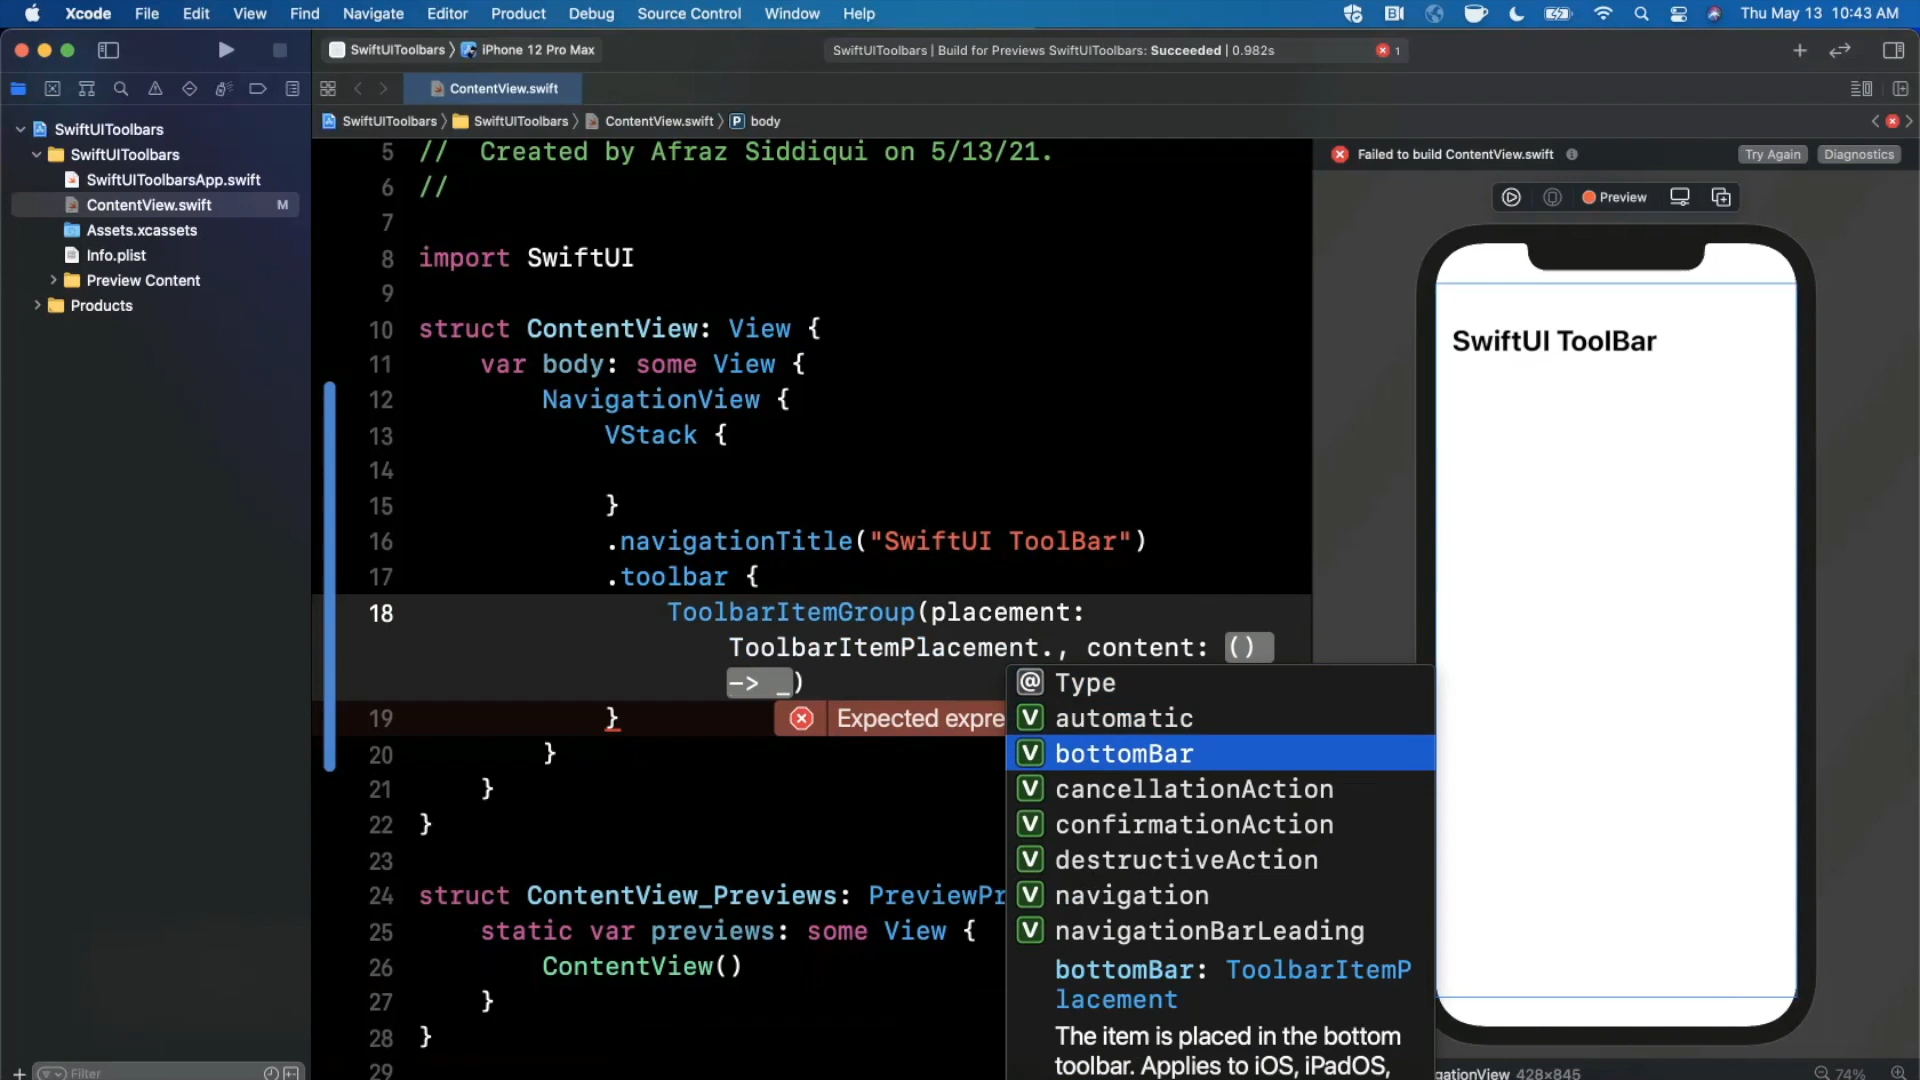 Xcode File Edit View Find Navigate Editor Product Debug Source Control Window Help Thu May 13 10:43 AM
SwiftUIToolbars iPhone 12 Pro Max SwiftUIToolbars | Build for Previews SwiftUIToolbars: Succeeded | 0.982s 1
ContentView.swift
SwiftUIToolbars SwiftUIToolbars ContentView.swift P body
SwiftUIToolbars
SwiftUIToolbars
SwiftUIToolbarsApp.swift
ContentView.swift M
Assets.xcassets
Info.plist
Preview Content
Products
Filter
5 //  Created by Afraz Siddiqui on 5/13/21.
6 //
7
8 import SwiftUI
9
10 struct ContentView: View {
11 var body: some View {
12 NavigationView {
13 VStack {
14
15 }
16 .navigationTitle("SwiftUI ToolBar")
17 .toolbar {
18 ToolbarItemGroup(placement:
ToolbarItemPlacement., content: ()
-> _)
19 } Expected expre
20 }
21 }
22 }
23
24 struct ContentView_Previews: PreviewPr
25 static var previews: some View {
26 ContentView()
27 }
28 }
29
@ Type
V automatic
V bottomBar
V cancellationAction
V confirmationAction
V destructiveAction
V navigation
V navigationBarLeading
bottomBar: ToolbarItemP
lacement
The item is placed in the bottom
toolbar. Applies to iOS, iPadOS,
Failed to build ContentView.swift Try Again Diagnostics
Preview
SwiftUI ToolBar
gationView 428×845 74%